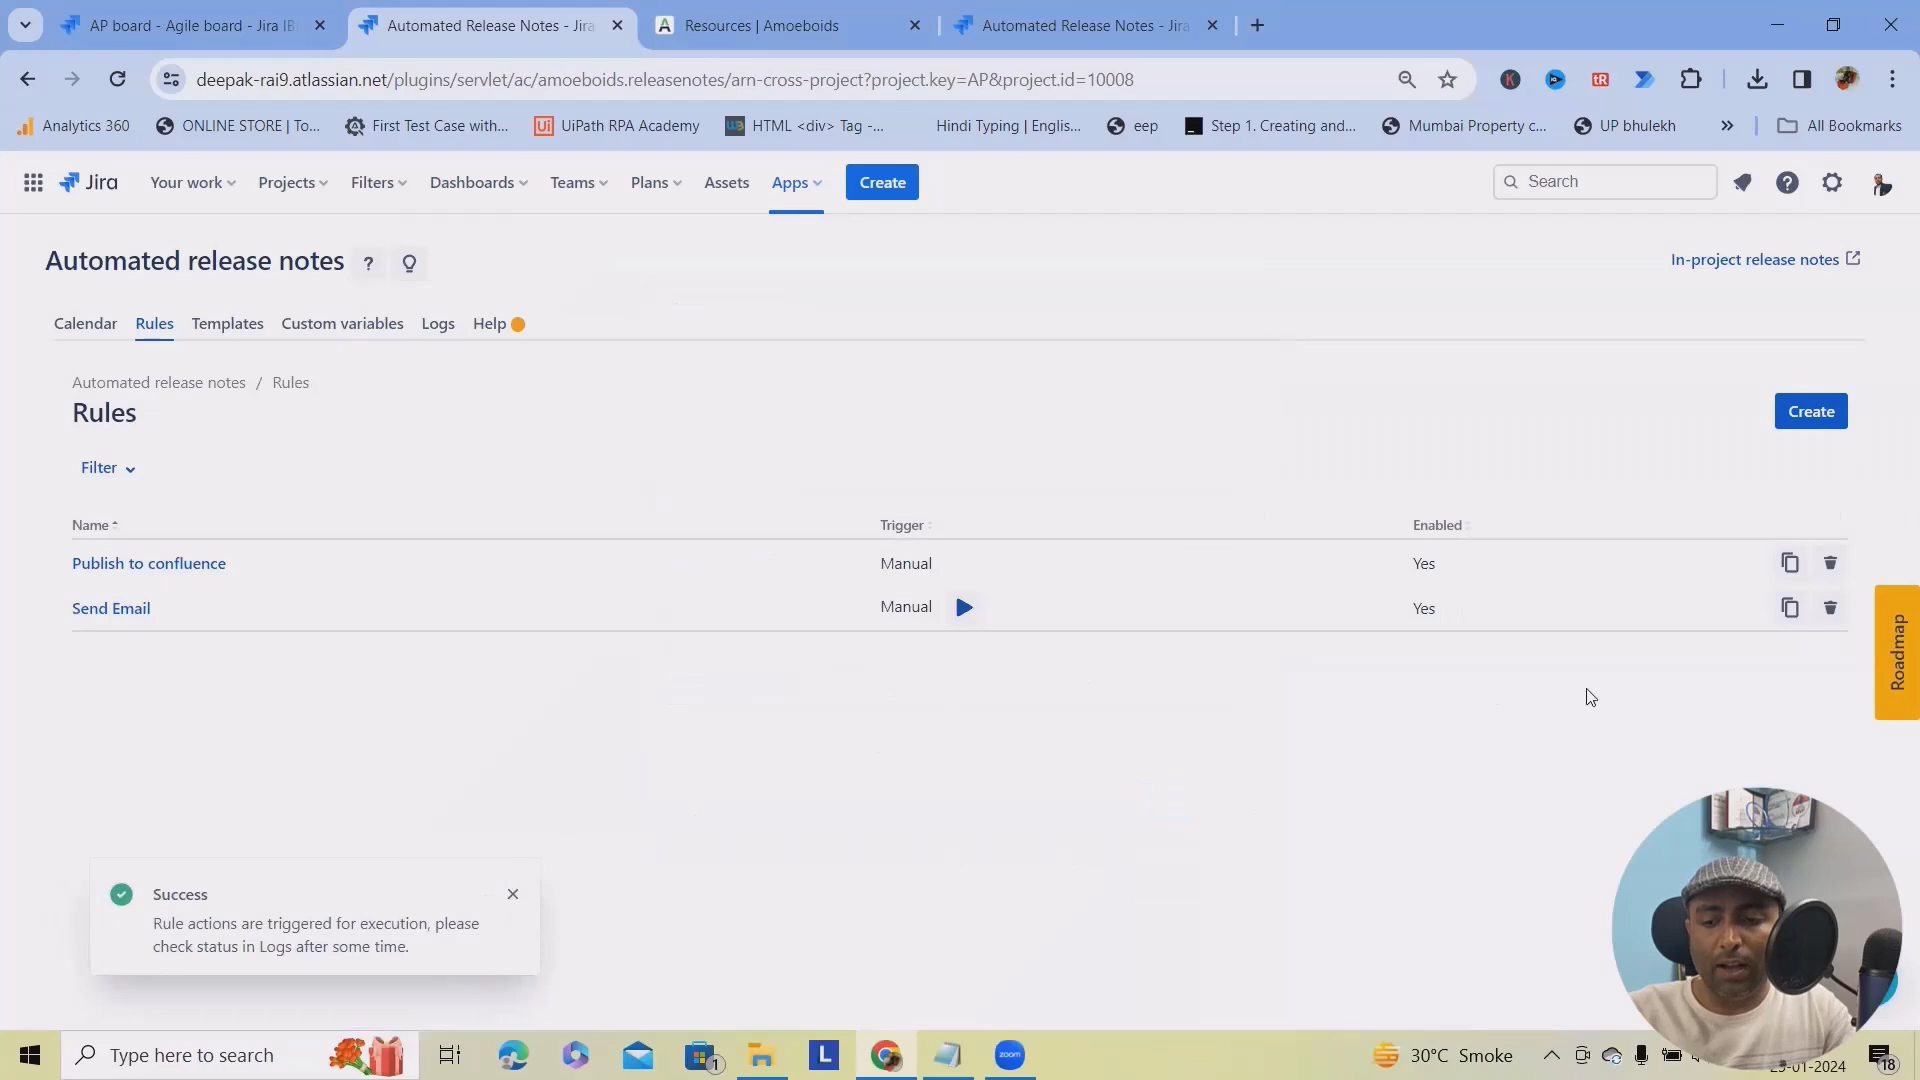 AP board - Agile board - Jira IB
Automated Release Notes - Jira
Resources | Amoeboids
Automated Release Notes - Jira
deepak-rai9.atlassian.net/plugins/servlet/ac/amoeboids.releasenotes/arn-cross-project?project.key=AP&project.id=10008
K
tR
Analytics 360
ONLINE STORE | To...
First Test Case with...
Ui
UiPath RPA Academy
HTML <div> Tag -...
Hindi Typing | Englis...
eep
Step 1. Creating and...
Mumbai Property c...
UP bhulekh
All Bookmarks
Jira
Your work
Projects
Filters
Dashboards
Teams
Plans
Assets
Apps
Create
Search
Automated release notes
?
In-project release notes
Calendar
Rules
Templates
Custom variables
Logs
Help
Automated release notes / Rules
Rules
Create
Filter
Name
Trigger
Enabled
Publish to confluence
Manual
Yes
Send Email
Manual
Yes
Roadmap
Success
Rule actions are triggered for execution, please
check status in Logs after some time.
Type here to search
1
L
zoom
30°C Smoke
18